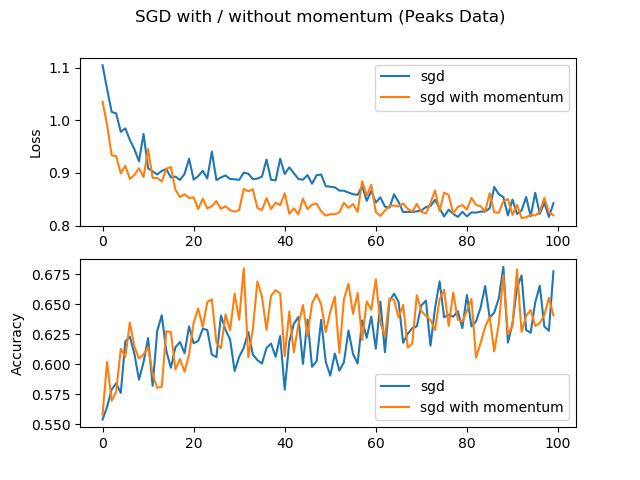 SGD with / without momentum (Peaks Data)
1.1
1.0
0.9
0.8
Loss
sgd
sgd with momentum
0 20 40 60 80 100
0.675
0.650
0.625
0.600
0.575
0.550
Accuracy
sgd
sgd with momentum
0 20 40 60 80 100